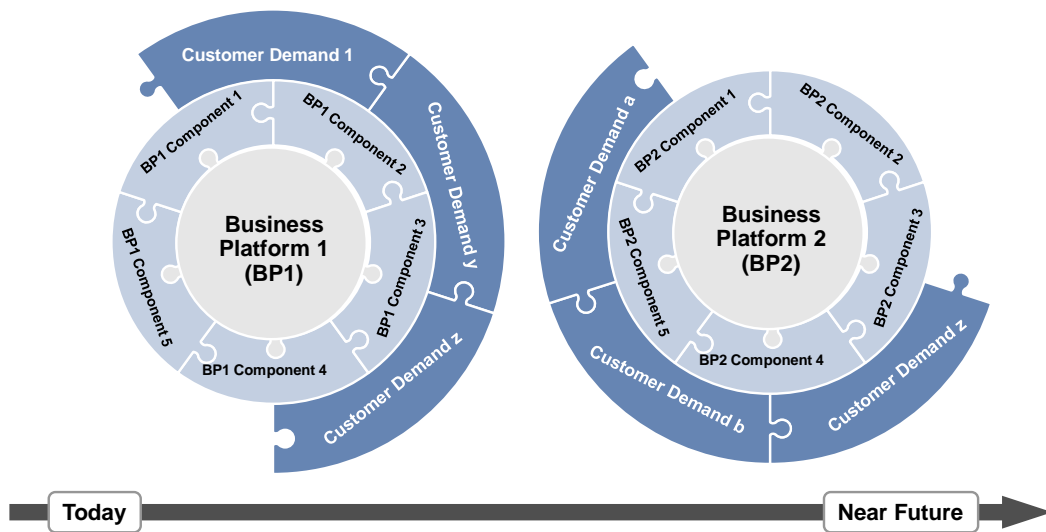 Customer Demand 1
Customer Demand y
Customer Demand z
BP1 Component 1
BP1 Component 2
BP1 Component 3
BP1 Component 4
BP1 Component 5
Business
Platform 1
(BP1)
Customer Demand a
Customer Demand b
Customer Demand z
BP2 Component 1
BP2 Component 2
BP2 Component 3
BP2 Component 4
BP2 Component 5
Business
Platform 2
(BP2)
Today
Near Future